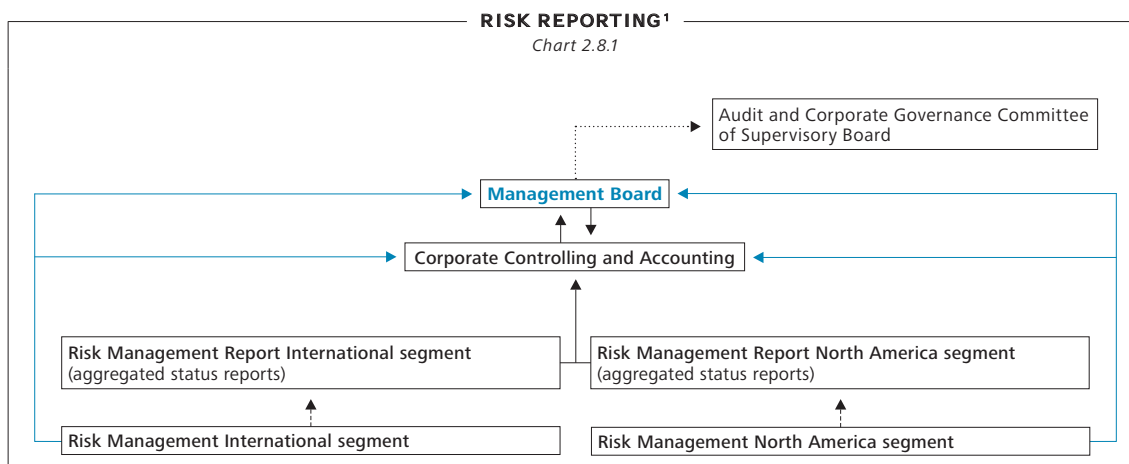 RISK REPORTING¹
Chart 2.8.1
Audit and Corporate Governance Committee
of Supervisory Board
Management Board
Corporate Controlling and Accounting
Risk Management Report International segment
(aggregated status reports)
Risk Management Report North America segment
(aggregated status reports)
Risk Management International segment
Risk Management North America segment